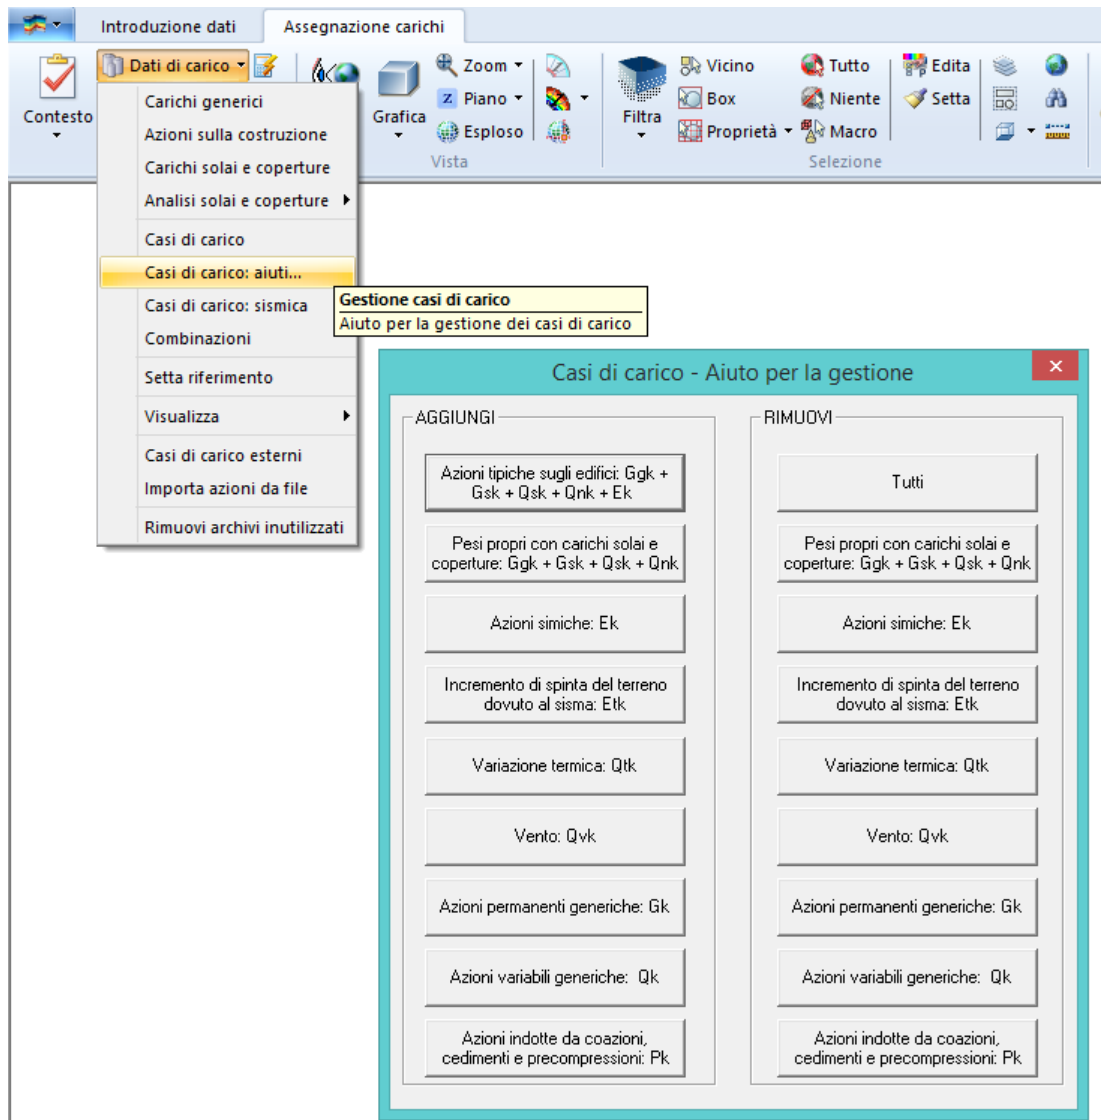 Introduzione dati
Assegnazione carichi
Contesto
Dati di carico
Grafica
Zoom
Z Piano
Esploso
Vista
Filtra
Vicino
Box
Proprietà
Tutto
Niente
Macro
Edita
Setta
Selezione
Carichi generici
Azioni sulla costruzione
Carichi solai e coperture
Analisi solai e coperture
Casi di carico
Casi di carico: aiuti...
Casi di carico: sismica
Combinazioni
Setta riferimento
Visualizza
Casi di carico esterni
Importa azioni da file
Rimuovi archivi inutilizzati
Gestione casi di carico
Aiuto per la gestione dei casi di carico
Casi di carico - Aiuto per la gestione
AGGIUNGI
Azioni tipiche sugli edifici: Ggk +
Gsk + Qsk + Qnk + Ek
Pesi propri con carichi solai e
coperture: Ggk + Gsk + Qsk + Qnk
Azioni simiche: Ek
Incremento di spinta del terreno
dovuto al sisma: Etk
Variazione termica: Qtk
Vento: Qvk
Azioni permanenti generiche: Gk
Azioni variabili generiche: Qk
Azioni indotte da coazioni,
cedimenti e precompressioni: Pk
RIMUOVI
Tutti
Pesi propri con carichi solai e
coperture: Ggk + Gsk + Qsk + Qnk
Azioni simiche: Ek
Incremento di spinta del terreno
dovuto al sisma: Etk
Variazione termica: Qtk
Vento: Qvk
Azioni permanenti generiche: Gk
Azioni variabili generiche: Qk
Azioni indotte da coazioni,
cedimenti e precompressioni: Pk